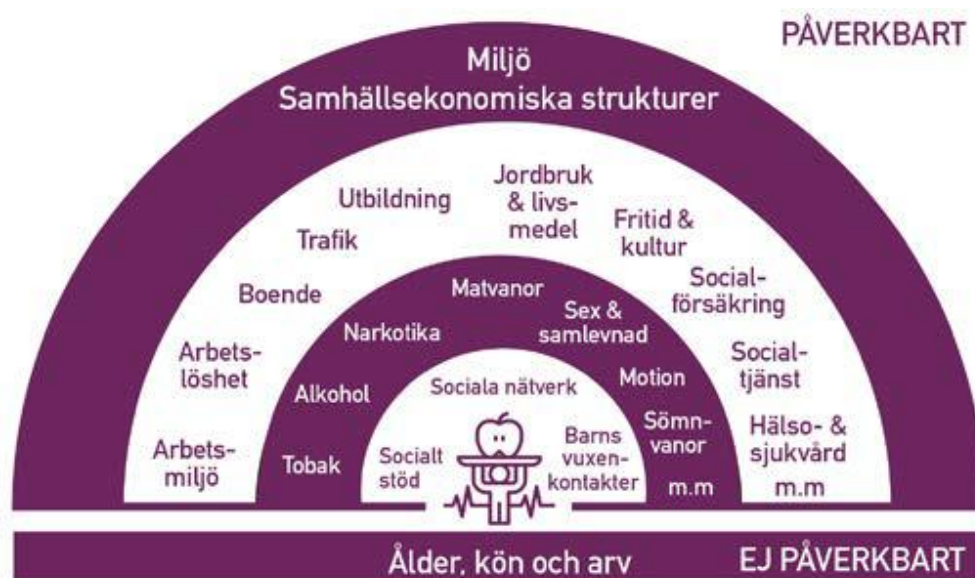 PÅVERKBART
Miljö
Samhällsekonomiska strukturer
Utbildning
Jordbruk
& livs-
medel
Fritid &
kultur
Trafik
Boende
Social-
försäkring
Arbets-
löshet
Social-
tjänst
Arbets-
miljö
Hälso- &
sjukvård
m.m
Matvanor
Sex &
samlevnad
Narkotika
Alkohol
Motion
Tobak
Sömn-
vanor
m.m
Sociala nätverk
Socialt
stöd
Barns
vuxen-
kontakter
Ålder, kön och arv
EJ PÅVERKBART